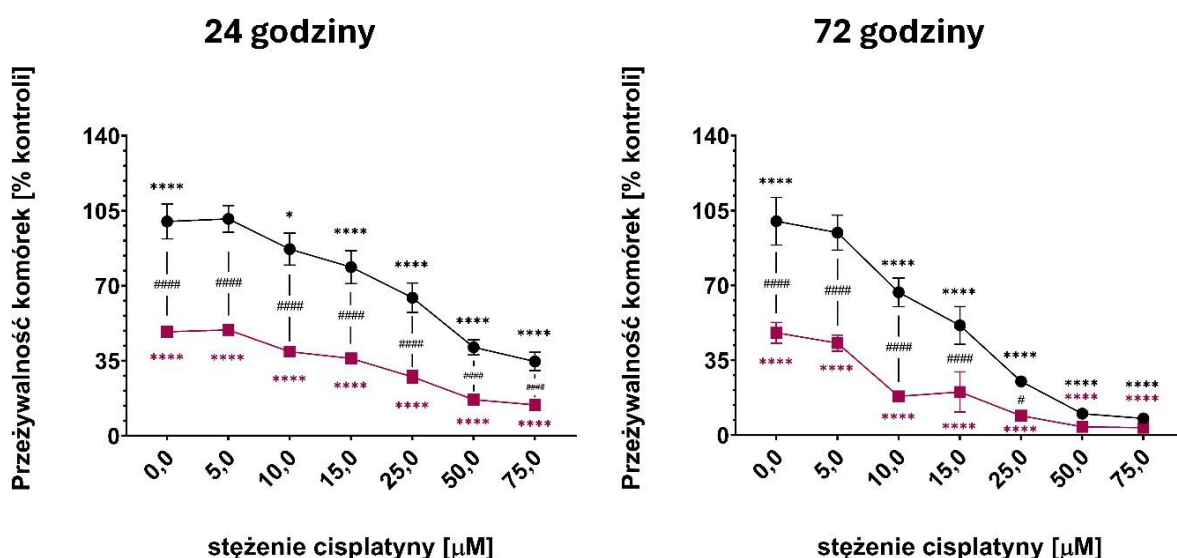 24 godziny
Przeżywalność komórek [% kontroli]
140
105
70
35
0
**** * **** **** **** ****
#### #### #### #### #### #### ####
**** **** **** **** **** **** ****
0,0 5,0 10,0 15,0 25,0 50,0 75,0
stężenie cisplatyny [μM]
72 godziny
Przeżywalność komórek [% kontroli]
140
105
70
35
0
**** **** **** **** **** ****
#### #### #### #### #
**** **** **** **** **** **** ****
0,0 5,0 10,0 15,0 25,0 50,0 75,0
stężenie cisplatyny [μM]